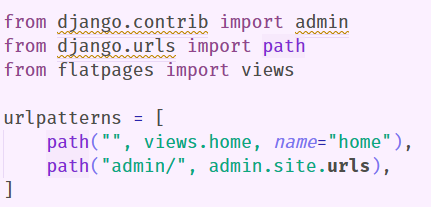 from django.contrib import admin
from django.urls import path
from flatpages import views

urlpatterns = [
    path("", views.home, name="home"),
    path("admin/", admin.site.urls),
]